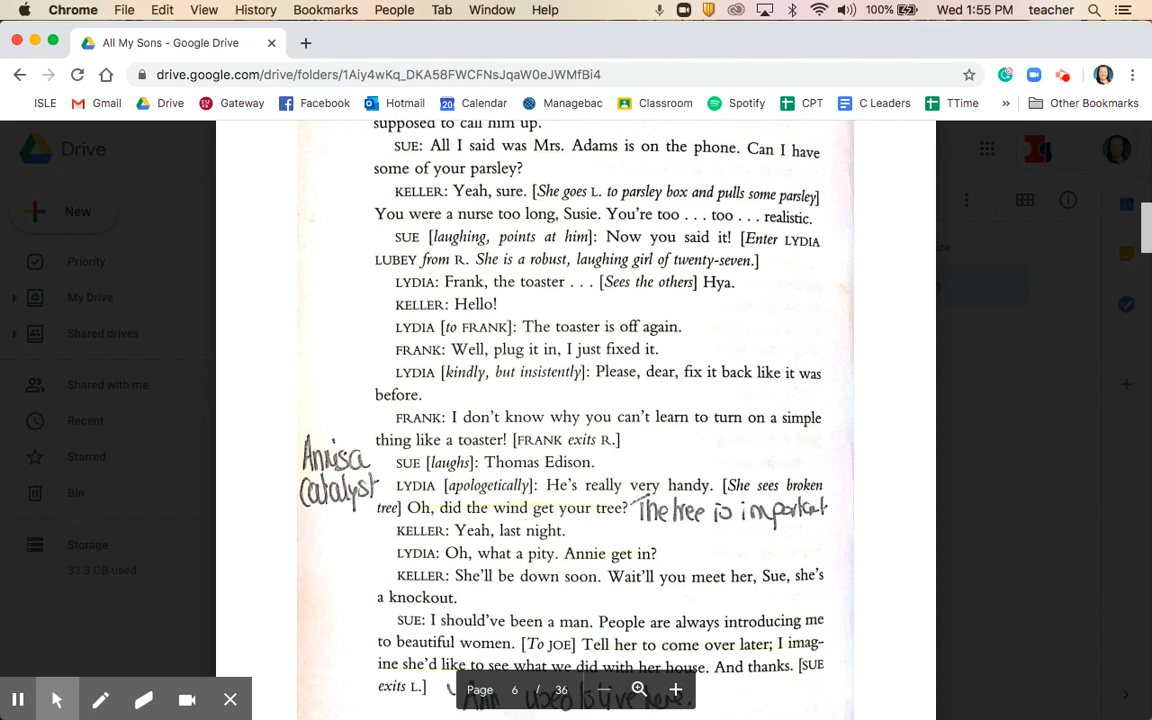 Chrome File Edit View History Bookmarks People Tab Window Help 100% Wed 1:55 PM teacher
All My Sons - Google Drive
drive.google.com/drive/folders/1Aiy4wKq_DKA58FWCFNsJqaW0eJWMfBi4
ISLE Gmail Drive Gateway Facebook Hotmail Calendar Managebac Classroom Spotify CPT C Leaders TTime » Other Bookmarks
Drive
New
Priority
My Drive
Shared drives
Shared with me
Recent
Starred
Bin
Storage
33.3 GB used
supposed to call him up.
SUE: All I said was Mrs. Adams is on the phone. Can I have
some of your parsley?
KELLER: Yeah, sure. [She goes L. to parsley box and pulls some parsley]
You were a nurse too long, Susie. You're too . . . too . . . realistic.
SUE [laughing, points at him]: Now you said it! [Enter LYDIA
LUBEY from R. She is a robust, laughing girl of twenty-seven.]
LYDIA: Frank, the toaster . . . [Sees the others] Hya.
KELLER: Hello!
LYDIA [to FRANK]: The toaster is off again.
FRANK: Well, plug it in, I just fixed it.
LYDIA [kindly, but insistently]: Please, dear, fix it back like it was
before.
FRANK: I don't know why you can't learn to turn on a simple
thing like a toaster! [FRANK exits R.]
SUE [laughs]: Thomas Edison.
LYDIA [apologetically]: He's really very handy. [She sees broken
tree] Oh, did the wind get your tree? The tree is important
KELLER: Yeah, last night.
LYDIA: Oh, what a pity. Annie get in?
KELLER: She'll be down soon. Wait'll you meet her, Sue, she's
a knockout.
SUE: I should've been a man. People are always introducing me
to beautiful women. [To JOE] Tell her to come over later; I imag-
ine she'd like to see what we did with her house. And thanks. [SUE
exits L.]
Ann is a
catalyst
Ann used to live here.
Page 6 / 36